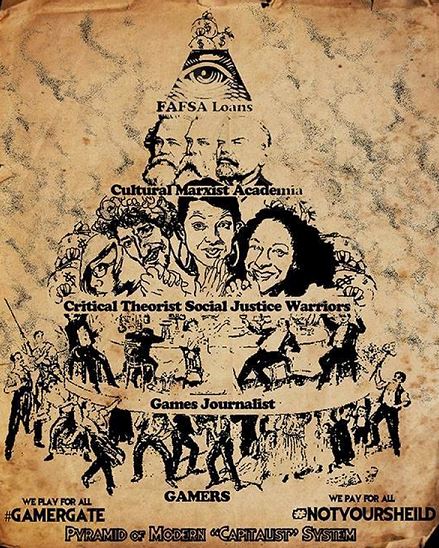 FAFSA Loans
Cultural Marxist Academia
Critical Theorist Social Justice Warriors
Games Journalist
GAMERS
WE PLAY FOR ALL
#GAMERGATE
WE PAY FOR ALL
#NOTYOURSHEILD
PYRAMID OF MODERN "CAPITALIST" SYSTEM